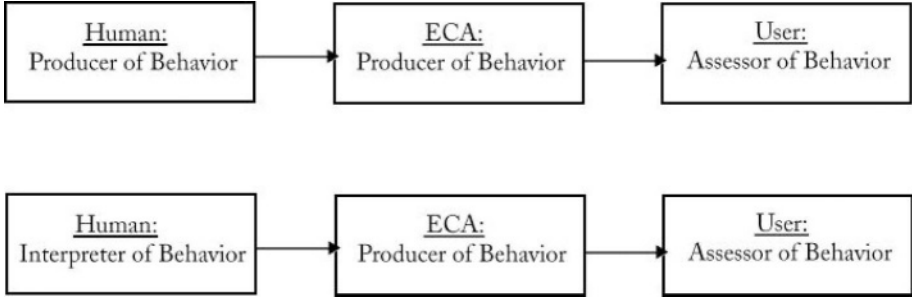 Human:
Producer of Behavior
ECA:
Producer of Behavior
User:
Assessor of Behavior
Human:
Interpreter of Behavior
ECA:
Producer of Behavior
User:
Assessor of Behavior